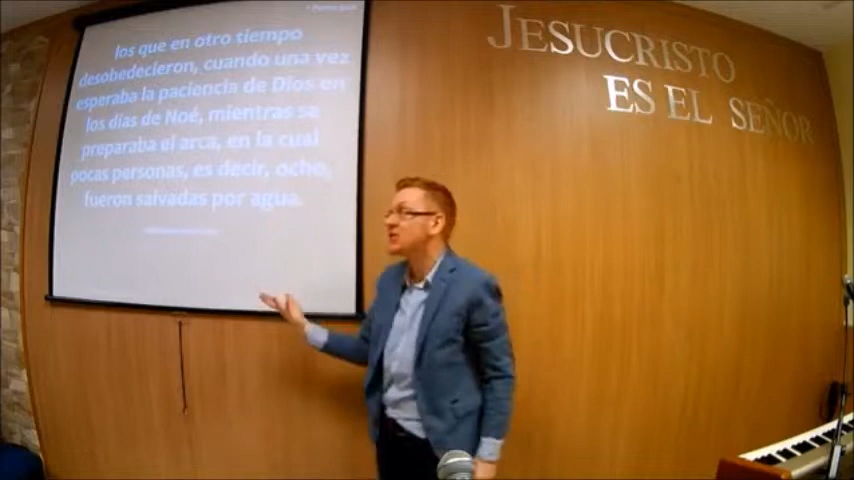 los que en otro tiempo
desobedecieron, cuando una vez
esperaba la paciencia de Dios en
los días de Noé, mientras se
preparaba el arca, en la cual
pocas personas, es decir, ocho,
fueron salvadas por agua.
JESUCRISTO
ES EL SEÑOR